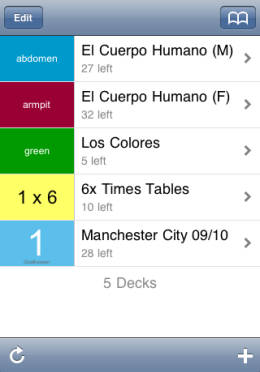 Edit
abdomen
El Cuerpo Humano (M)
27 left
armpit
El Cuerpo Humano (F)
32 left
green
Los Colores
5 left
1 x 6
6x Times Tables
10 left
1
Goalkeeper
Manchester City 09/10
28 left
5 Decks